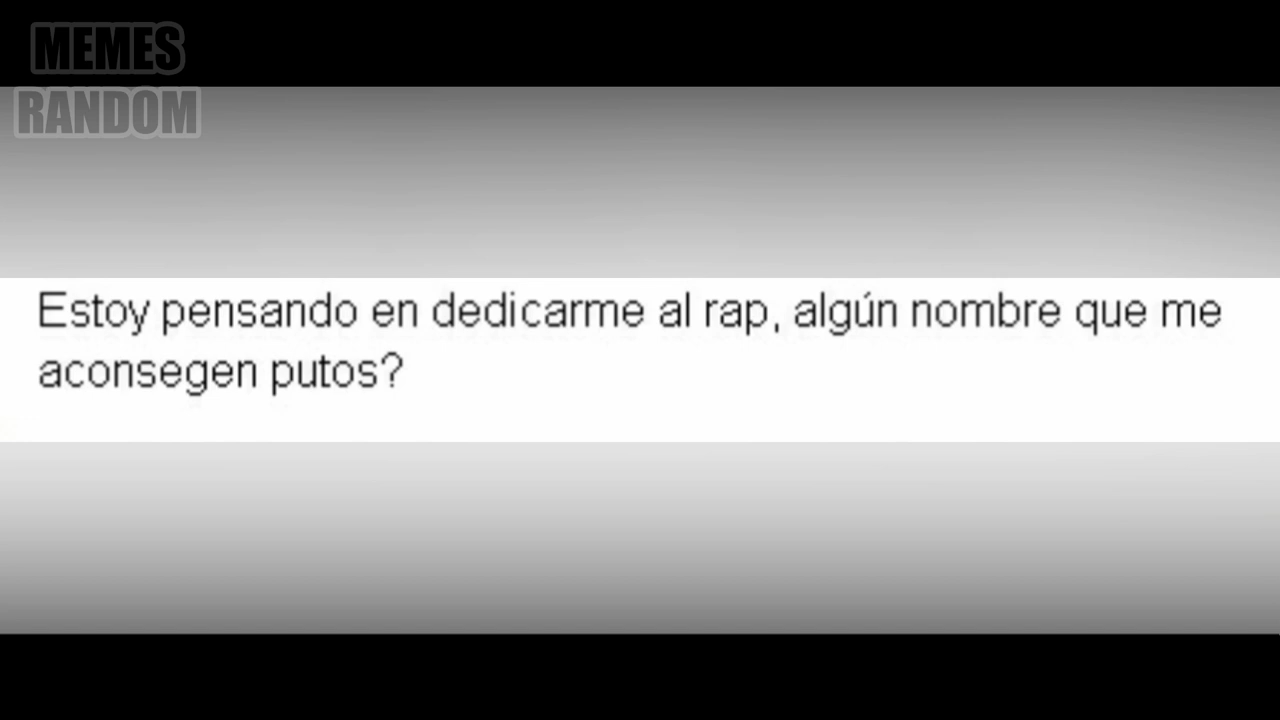 MEMES
RANDOM
Estoy pensando en dedicarme al rap, algún nombre que me
aconsegen putos?